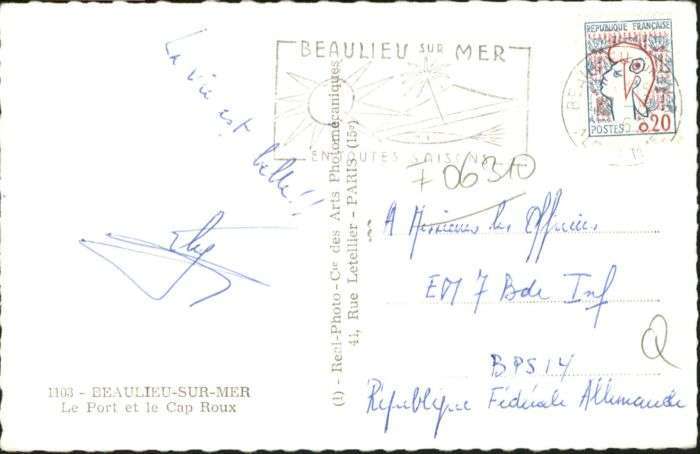 La vie est belle!!
1103 - BEAULIEU-SUR-MER
Le Port et le Cap Roux
(1) - Real-Photo - Cie des Arts Photomécaniques
44, Rue Letellier - PARIS (15e)
BEAULIEU SUR MER
EN TOUTES SAISONS
REPUBLIQUE FRANÇAISE
POSTES 0,20
06310
A Messieurs les Officiers
EM 7 Bde Inf
BPS 14
République Fédérale Allemande
Q